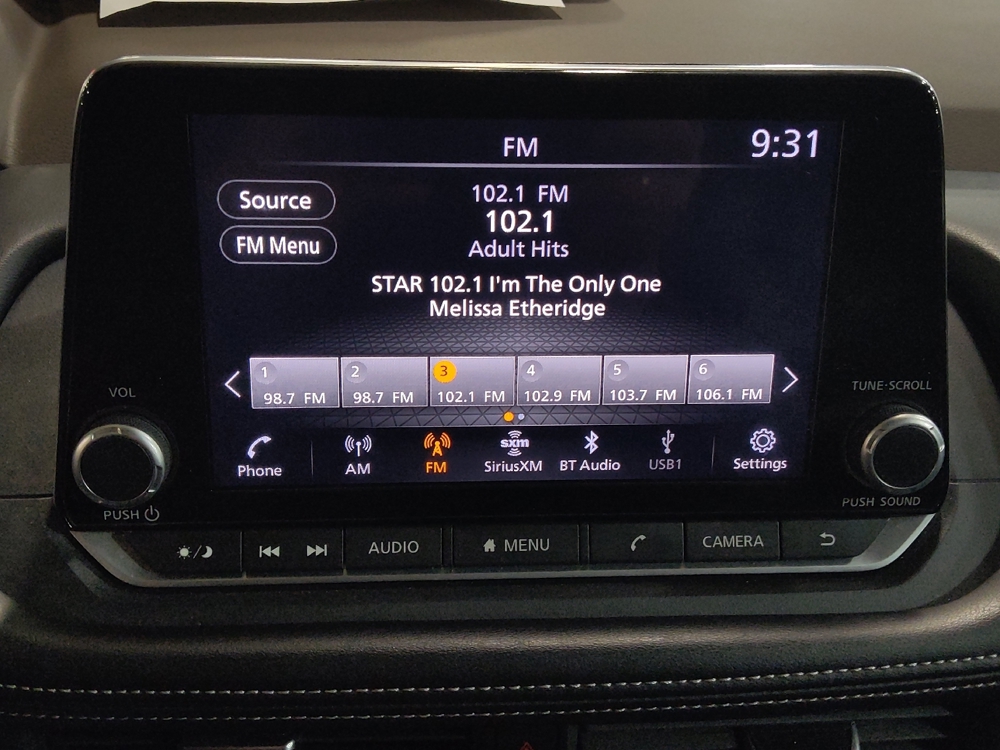 FM
9:31
Source
FM Menu
102.1 FM
102.1
Adult Hits
STAR 102.1 I'm The Only One
Melissa Etheridge
1
98.7 FM
2
98.7 FM
3
102.1 FM
4
102.9 FM
5
103.7 FM
6
106.1 FM
Phone
AM
FM
sxm
SiriusXM
BT Audio
USB1
Settings
VOL
PUSH
TUNE·SCROLL
PUSH SOUND
AUDIO
MENU
CAMERA